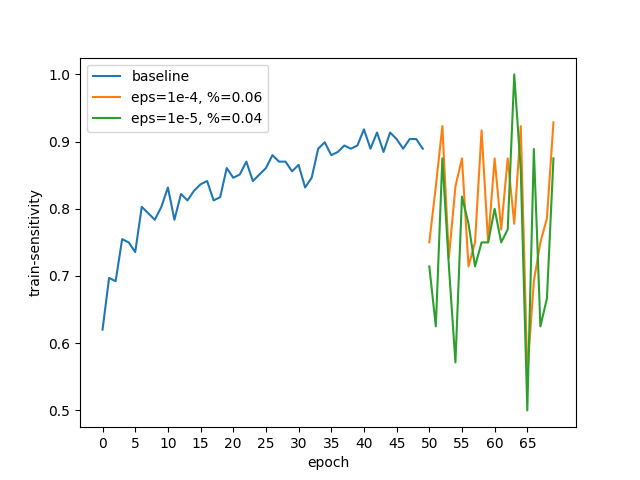 baseline
eps=1e-4, %=0.06
eps=1e-5, %=0.04
1.0
0.9
0.8
0.7
0.6
0.5
train-sensitivity
0 5 10 15 20 25 30 35 40 45 50 55 60 65
epoch